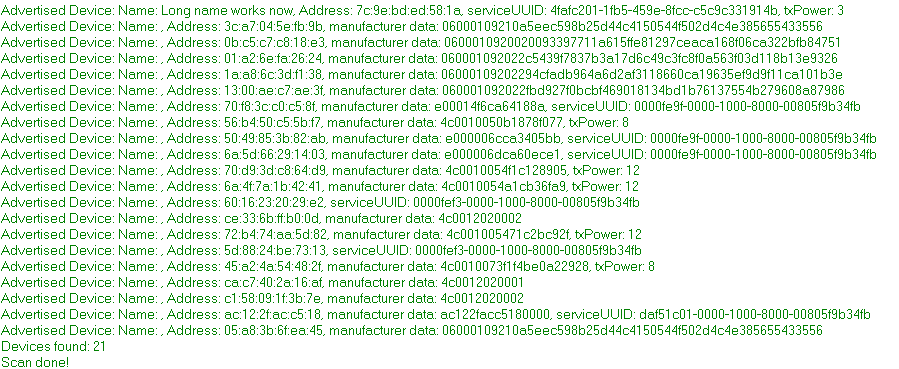 Advertised Device: Name: Long name works now, Address: 7c:9e:bd:ed:58:1a, serviceUUID: 4fafc201-1fb5-459e-8fcc-c5c9c331914b, txPower: 3
Advertised Device: Name: , Address: 3c:a7:04:5e:fb:9b, manufacturer data: 06000109210a5eec598b25d44c4150544f502d4c4e385655433556
Advertised Device: Name: , Address: 0b:c5:c7:c8:18:e3, manufacturer data: 0600010920020093397711a615ffe81297ceaca168f06ca322bfb84751
Advertised Device: Name: , Address: 01:a2:6e:fa:26:24, manufacturer data: 060001092022c5439f7837b3a17d6c49c3fc8f0a563f03d118b13e9326
Advertised Device: Name: , Address: 1a:a8:6c:3d:f1:38, manufacturer data: 06000109202294cfadb964a6d2af3118660ca19635ef9d9f11ca101b3e
Advertised Device: Name: , Address: 13:00:ae:c7:ae:3f, manufacturer data: 060001092022fbd927f0bcbf469018134bd1b76137554b279608a87986
Advertised Device: Name: , Address: 70:f8:3c:c0:c5:8f, manufacturer data: e00014f6ca64188a, serviceUUID: 0000fe9f-0000-1000-8000-00805f9b34fb
Advertised Device: Name: , Address: 56:b4:50:c5:5b:f7, manufacturer data: 4c0010050b1878f077, txPower: 8
Advertised Device: Name: , Address: 50:49:85:3b:82:ab, manufacturer data: e000006cca3405bb, serviceUUID: 0000fe9f-0000-1000-8000-00805f9b34fb
Advertised Device: Name: , Address: 6a:5d:66:29:14:03, manufacturer data: e000006dca60ece1, serviceUUID: 0000fe9f-0000-1000-8000-00805f9b34fb
Advertised Device: Name: , Address: 70:d9:3d:c8:64:d9, manufacturer data: 4c0010054f1c128905, txPower: 12
Advertised Device: Name: , Address: 6a:4f:7a:1b:42:41, manufacturer data: 4c0010054a1cb36fa9, txPower: 12
Advertised Device: Name: , Address: 60:16:23:20:29:e2, serviceUUID: 0000fef3-0000-1000-8000-00805f9b34fb
Advertised Device: Name: , Address: ce:33:6b:ff:b0:0d, manufacturer data: 4c0012020002
Advertised Device: Name: , Address: 72:b4:74:aa:5d:82, manufacturer data: 4c001005471c2bc92f, txPower: 12
Advertised Device: Name: , Address: 5d:88:24:be:73:13, serviceUUID: 0000fef3-0000-1000-8000-00805f9b34fb
Advertised Device: Name: , Address: 45:a2:4a:54:48:2f, manufacturer data: 4c0010073f1f4be0a22928, txPower: 8
Advertised Device: Name: , Address: ca:c7:40:2a:16:af, manufacturer data: 4c0012020001
Advertised Device: Name: , Address: c1:58:09:1f:3b:7e, manufacturer data: 4c0012020002
Advertised Device: Name: , Address: ac:12:2f:ac:c5:18, manufacturer data: ac122facc5180000, serviceUUID: daf51c01-0000-1000-8000-00805f9b34fb
Advertised Device: Name: , Address: 05:a8:3b:6f:ea:45, manufacturer data: 06000109210a5eec598b25d44c4150544f502d4c4e385655433556
Devices found: 21
Scan done!